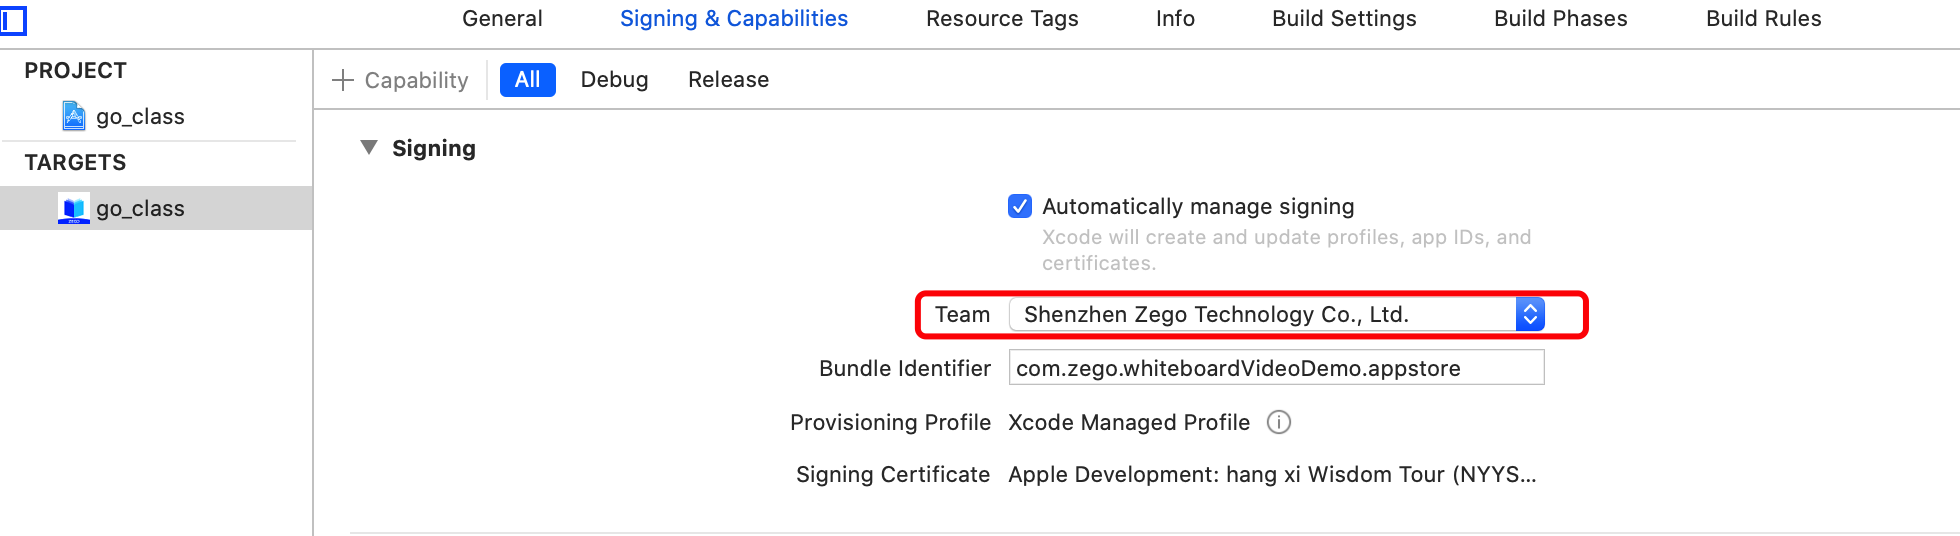 General Signing & Capabilities Resource Tags Info Build Settings Build Phases Build Rules
PROJECT
go_class
TARGETS
go_class
Capability All Debug Release
Signing
Automatically manage signing
Xcode will create and update profiles, app IDs, and
certificates.
Team Shenzhen Zego Technology Co., Ltd.
Bundle Identifier com.zego.whiteboardVideoDemo.appstore
Provisioning Profile Xcode Managed Profile
Signing Certificate Apple Development: hang xi Wisdom Tour (NYYS...